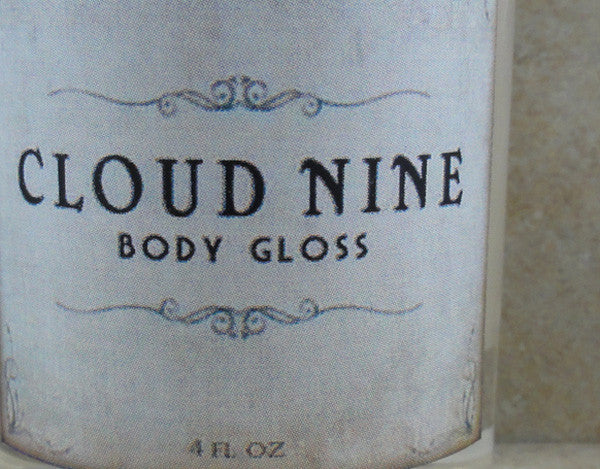 CLOUD NINE
BODY GLOSS
4 FL OZ